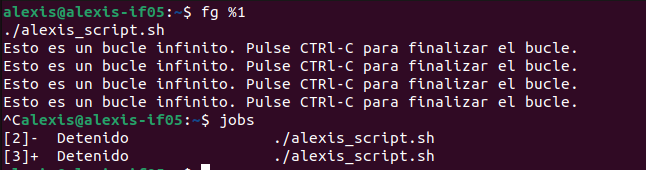 alexis@alexis-if05:~$ fg %1
./alexis_script.sh
Esto es un bucle infinito. Pulse CTRl-C para finalizar el bucle.
Esto es un bucle infinito. Pulse CTRl-C para finalizar el bucle.
Esto es un bucle infinito. Pulse CTRl-C para finalizar el bucle.
Esto es un bucle infinito. Pulse CTRl-C para finalizar el bucle.
^Calexis@alexis-if05:~$ jobs
[2]-  Detenido                ./alexis_script.sh
[3]+  Detenido                ./alexis_script.sh
alexis@alexis-if05:~$